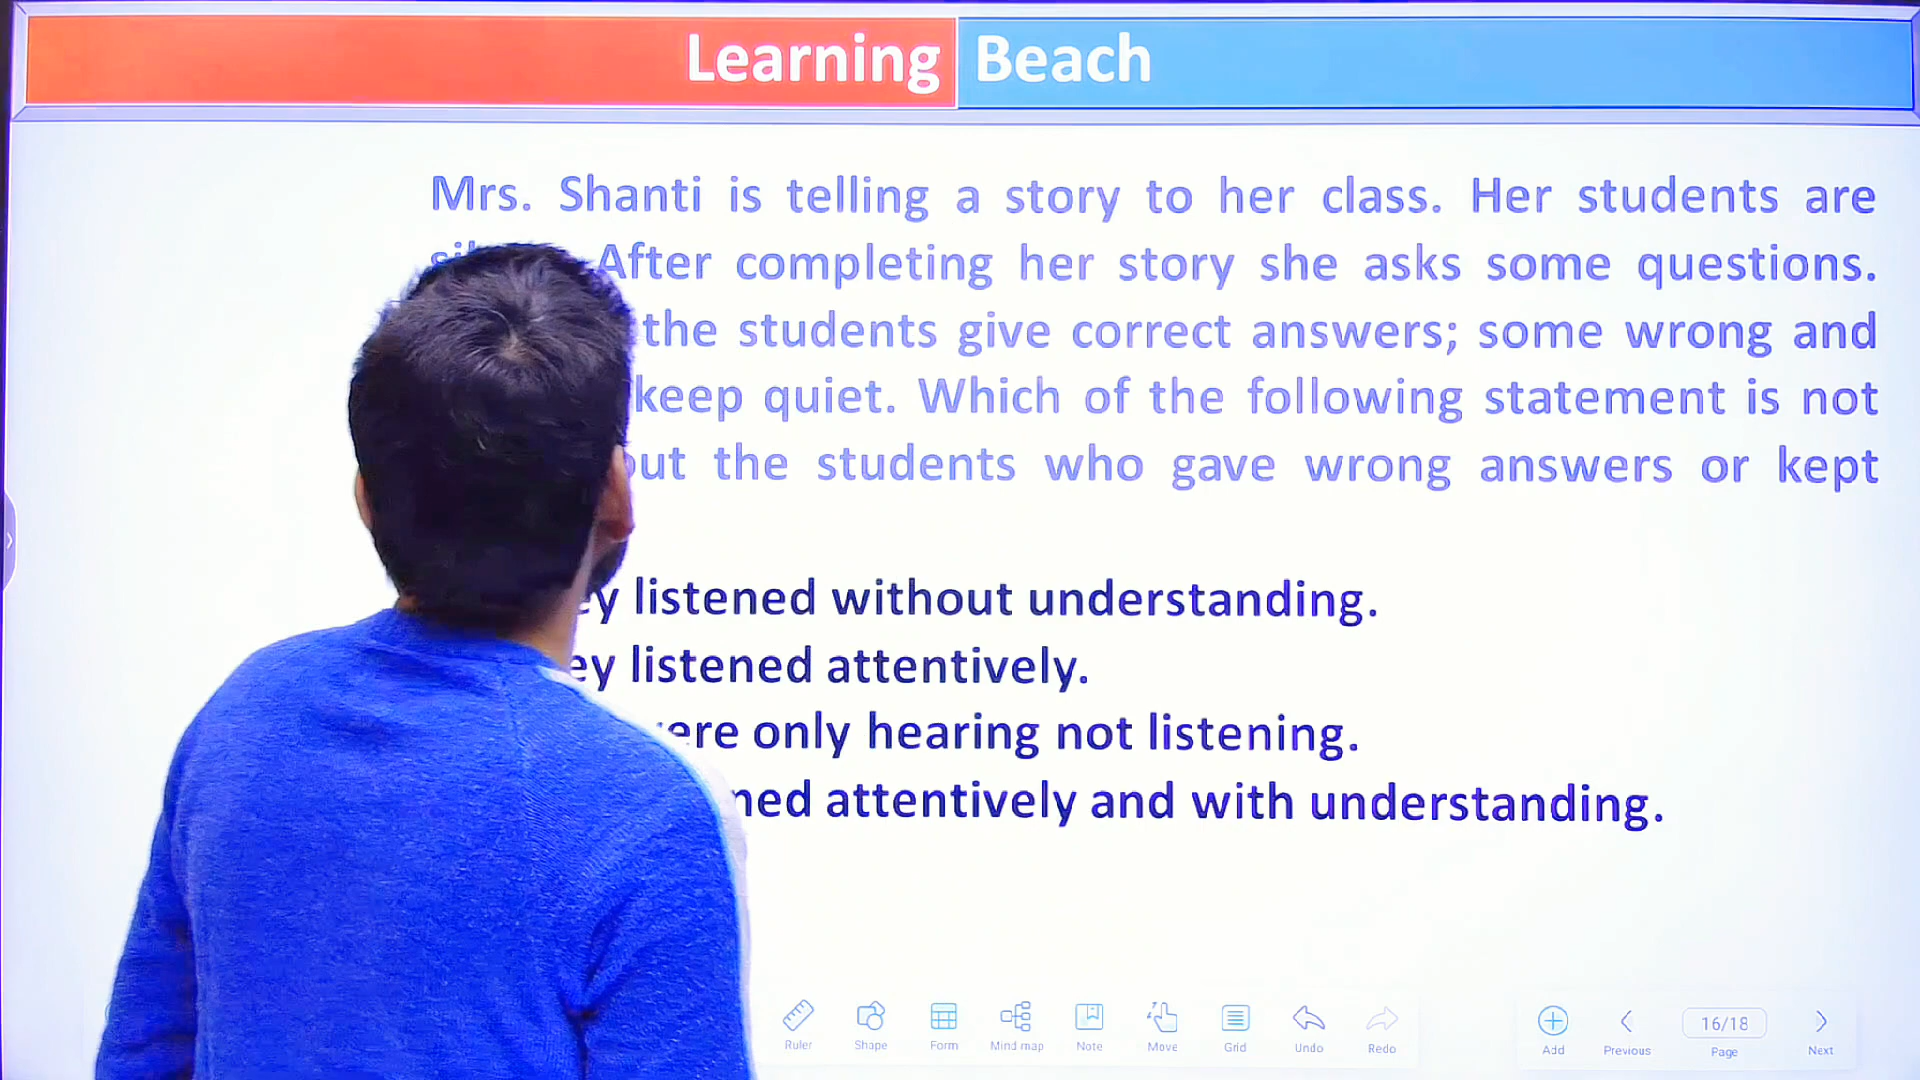 Learning Beach
Mrs. Shanti is telling a story to her class. Her students are
After completing her story she asks some questions.
the students give correct answers; some wrong and
keep quiet. Which of the following statement is not
the students who gave wrong answers or kept
listened without understanding.
listened attentively.
only hearing not listening.
attentively and with understanding.
Ruler Shape Form Mind map Note Move Grid Undo Redo Add Previous 16/18 Page Next